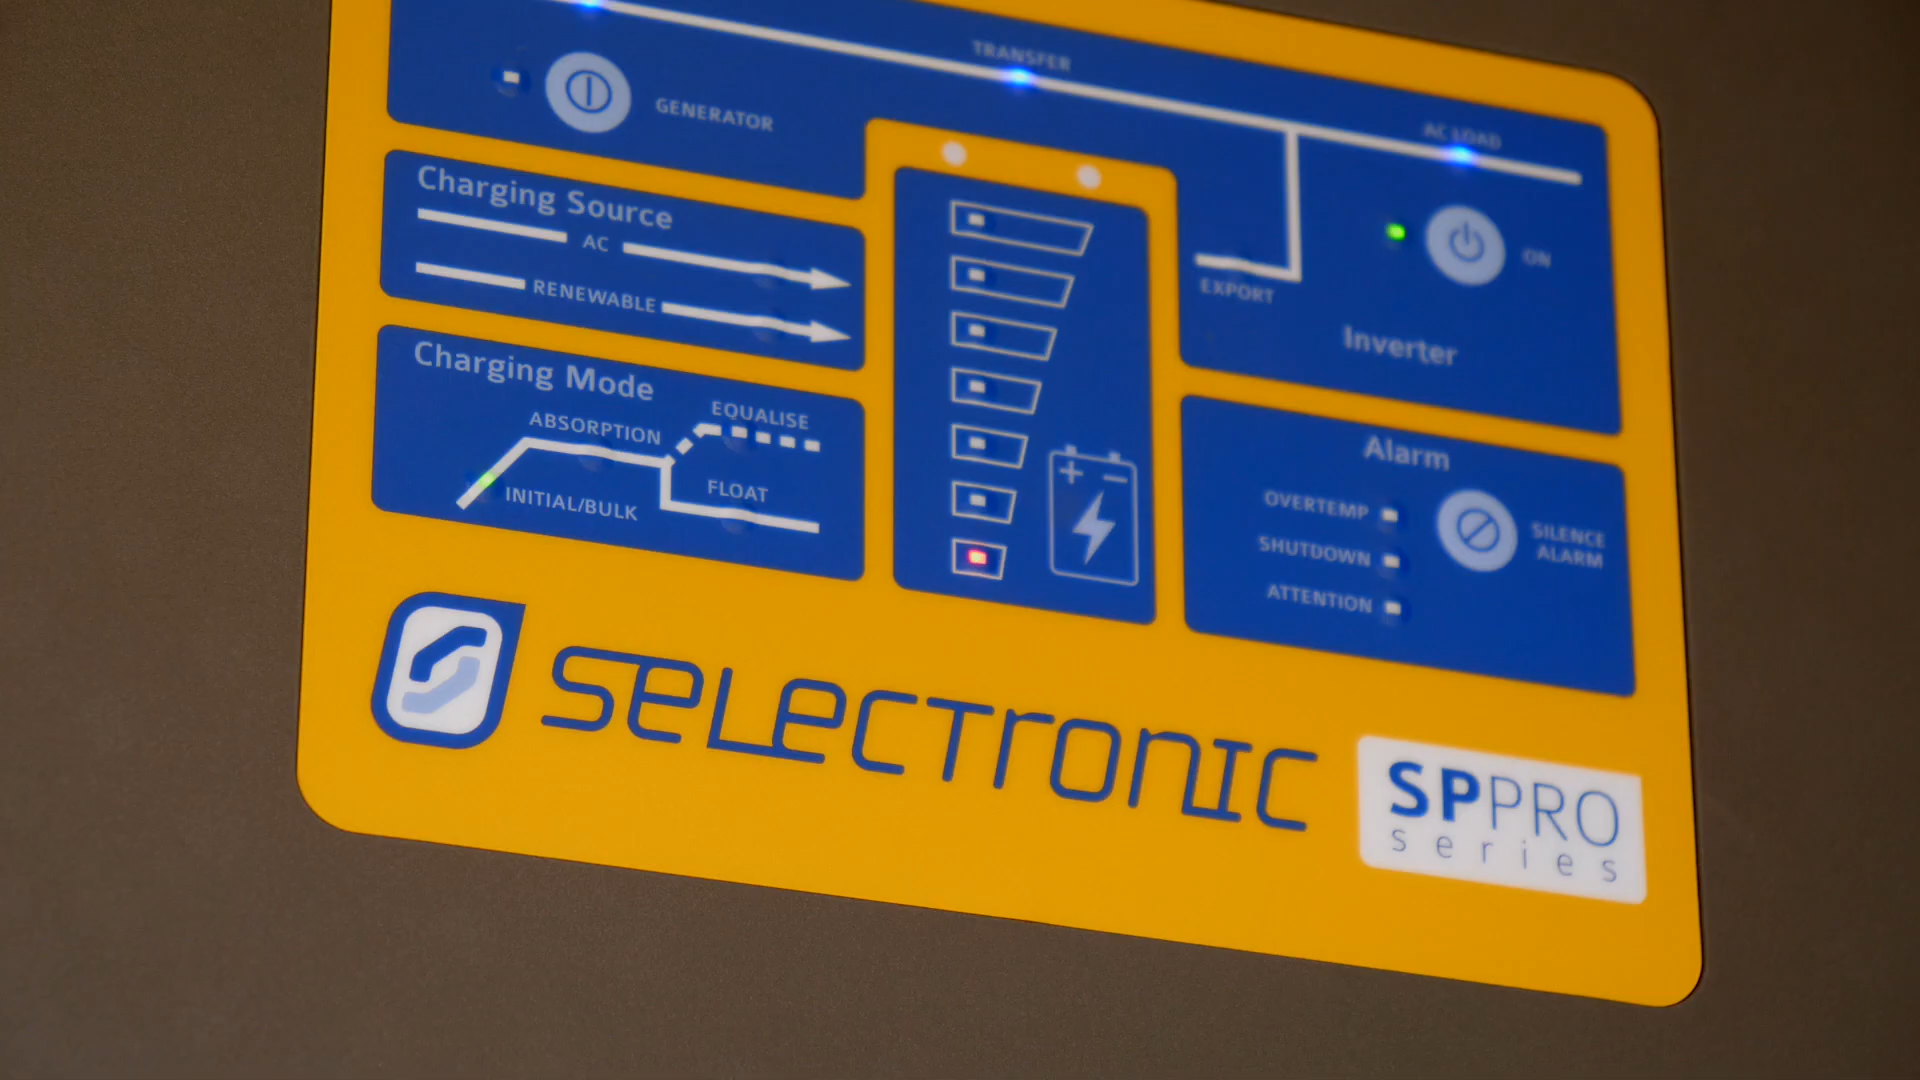 TRANSFER
GENERATOR
AC LOAD
Charging Source
AC
RENEWABLE
EXPORT
ON
Inverter
Charging Mode
ABSORPTION
EQUALISE
INITIAL/BULK
FLOAT
+ −
Alarm
OVERTEMP
SHUTDOWN
ATTENTION
SILENCE
ALARM
SELECTRONIC
SPPRO
series